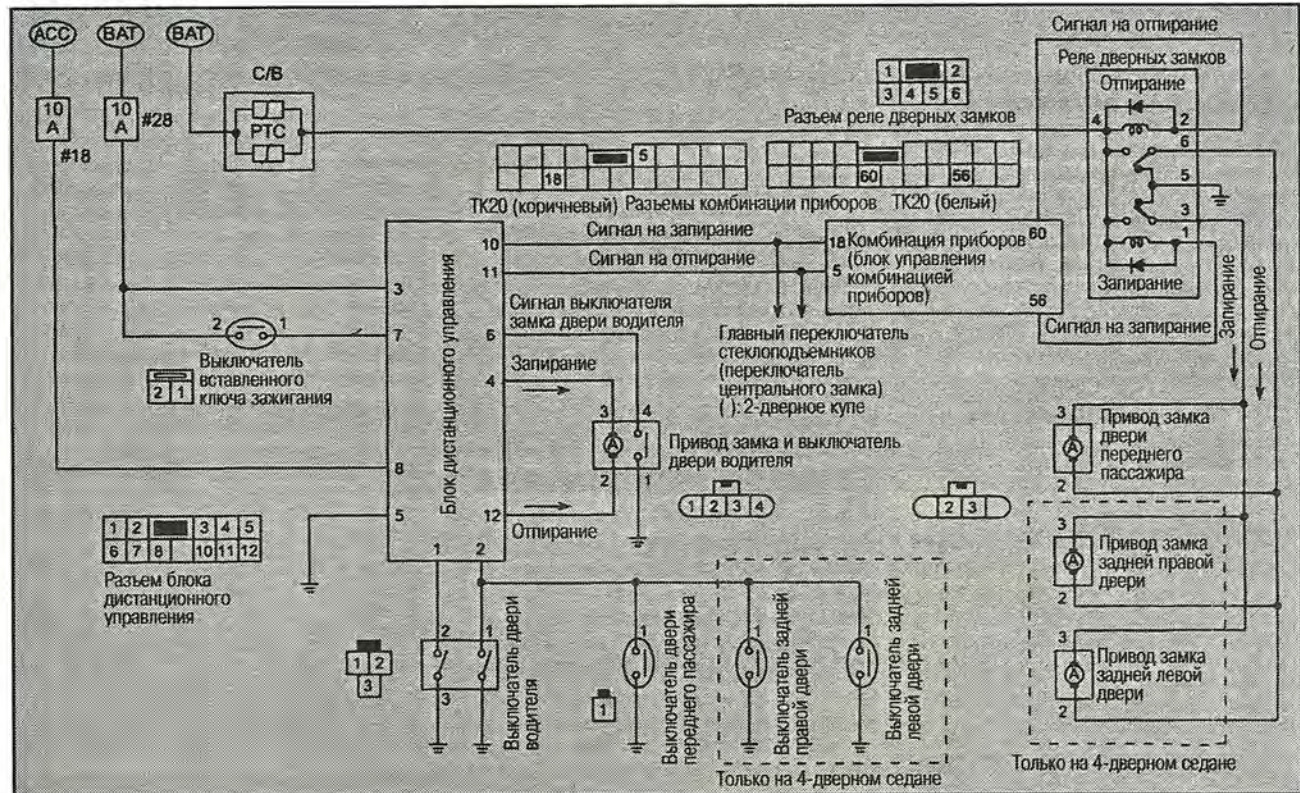 ACC
BAT
BAT
10
A
#18
10
A
#28
C/B
PTC
1 2
3 4 5 6
Разъем реле дверных замков
Сигнал на отпирание
Реле дверных замков
Отпирание
4
2
6
5
3
1
Запирание
Сигнал на запирание
Запирание
Отпирание
5
18
60
56
ТК20 (коричневый)
Разъемы комбинации приборов
ТК20 (белый)
Блок дистанционного управления
3
7
8
5
1
2
10
11
6
4
12
Сигнал на запирание
Сигнал на отпирание
18
5
60
56
Комбинация приборов
(блок управления
комбинацией
приборов)
Сигнал выключателя
замка двери водителя
Запирание
Отпирание
Главный переключатель
стеклоподъемников
(переключатель
центрального замка)
( ): 2-дверное купе
2
1
Выключатель
вставленного
ключа зажигания
2 1
3
4
A
2
1
Привод замка и выключатель
двери водителя
1 2 3 4
2 3
1 2 3 4 5
6 7 8 10 11 12
Разъем блока
дистанционного
управления
1 2
3
2
1
3
Выключатель двери
водителя
1
1
Выключатель двери
переднего пассажира
1
Выключатель задней
правой двери
1
Выключатель задней
левой двери
Только на 4-дверном седане
3
A
2
Привод замка
двери
переднего
пассажира
3
A
2
Привод замка
задней правой
двери
3
A
2
Привод замка
задней левой
двери
Только на 4-дверном седане